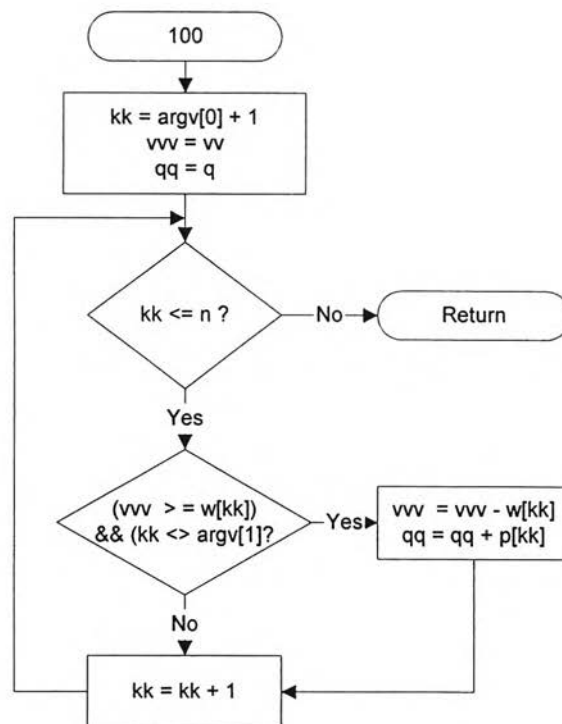 100
kk = argv[0] + 1
vvv = vv
qq = q
kk <= n ?
No
Return
Yes
(vvv >= w[kk])
&& (kk <> argv[1]?
Yes
vvv = vvv - w[kk]
qq = qq + p[kk]
No
kk = kk + 1